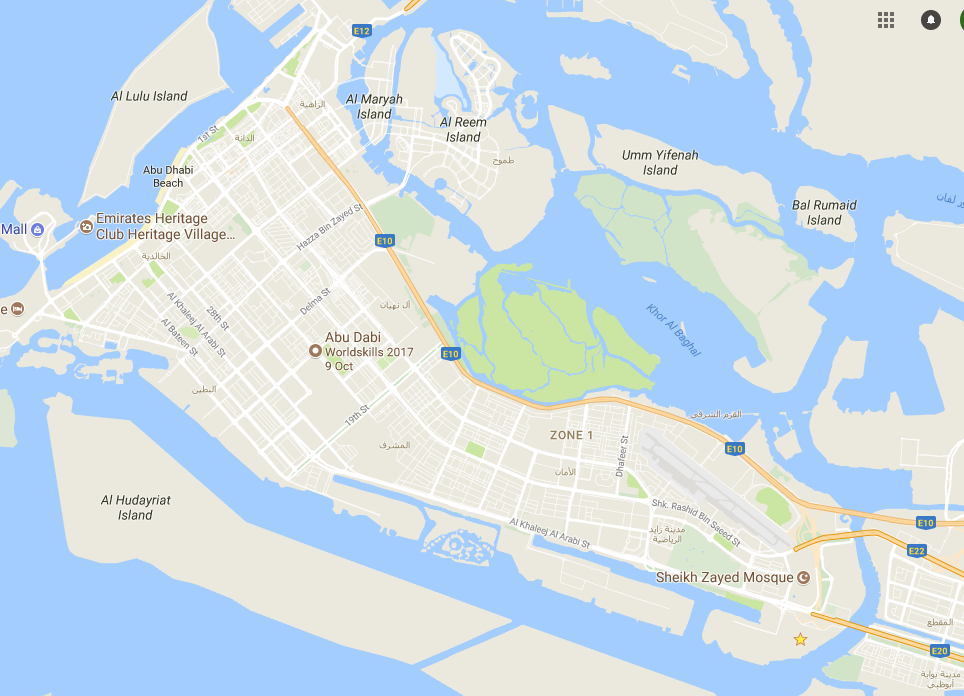 E12
Al Lulu Island
Al Maryah
Island
الزاهية
Al Reem
Island
1st St
الدانة
طموح
Umm Yifenah
Island
Abu Dhabi
Beach
Bal Rumaid
Island
Mall
Emirates Heritage
Club Heritage Village...
Hazza Bin Zayed St
E10
الخالدية
e
Al Khaleej Al Arabi St
28th St
Delma St
آل نهيان
Khor Al Baghal
Al Bateen St
Abu Dabi
Worldskills 2017
9 Oct
E10
البطين
19th St
القرم الشرقي
المشرف
ZONE 1
Dhafeer St
E10
الأمان
Al Hudayriat
Island
Shk. Rashid Bin Saeed St
Al Khaleej Al Arabi St
مدينة زايد
الرياضية
E10
E22
Sheikh Zayed Mosque
المقطع
E20
مدينة بوابة
أبوظبي